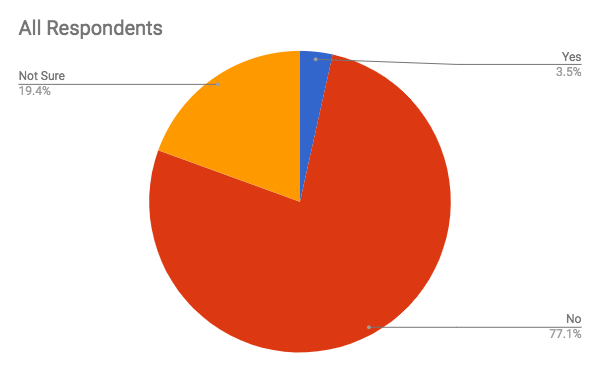 All Respondents
Yes
3.5%
Not Sure
19.4%
No
77.1%